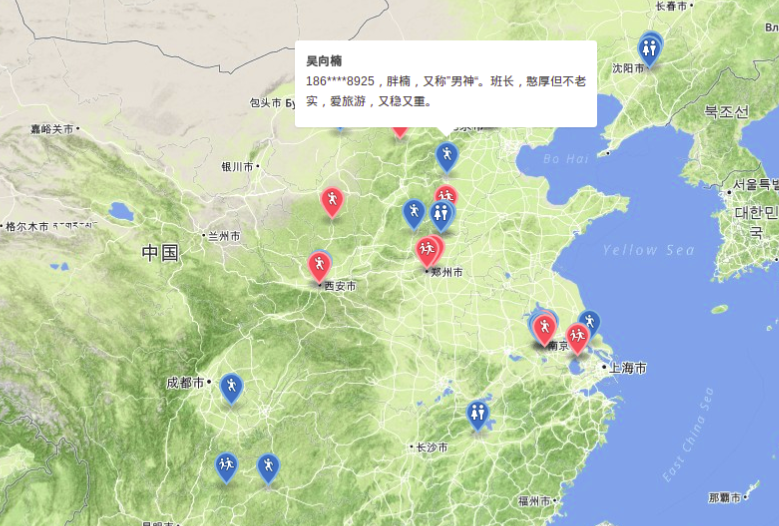 长春市
沈阳市
吴向楠
186****8925，胖楠，又称"男神“。班长，憨厚但不老
实，爱旅游，又稳又重。
包头市
嘉峪关市
北조선
Bo Hai
银川市
서울특별
格尔木市
대한민
국
兰州市
中国
Yellow Sea
郑州市
西安市
南京
上海市
成都市
East China Sea
长沙市
那覇市
福州市